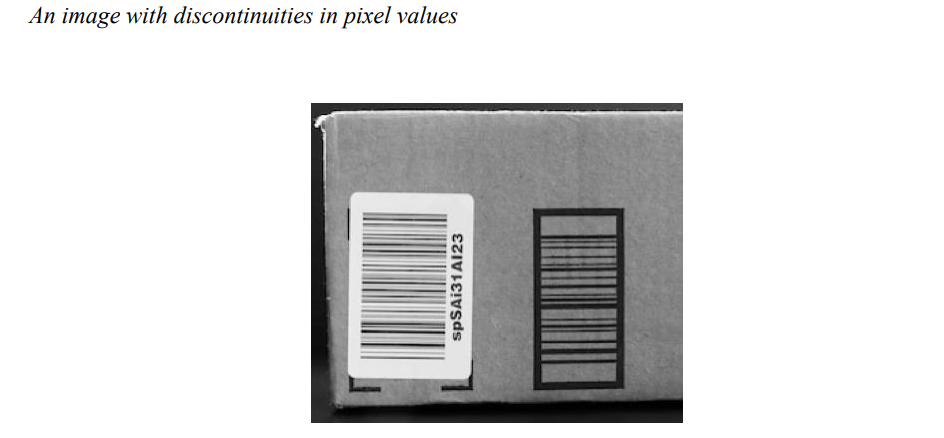 An image with discontinuities in pixel values
spSAi31AI23